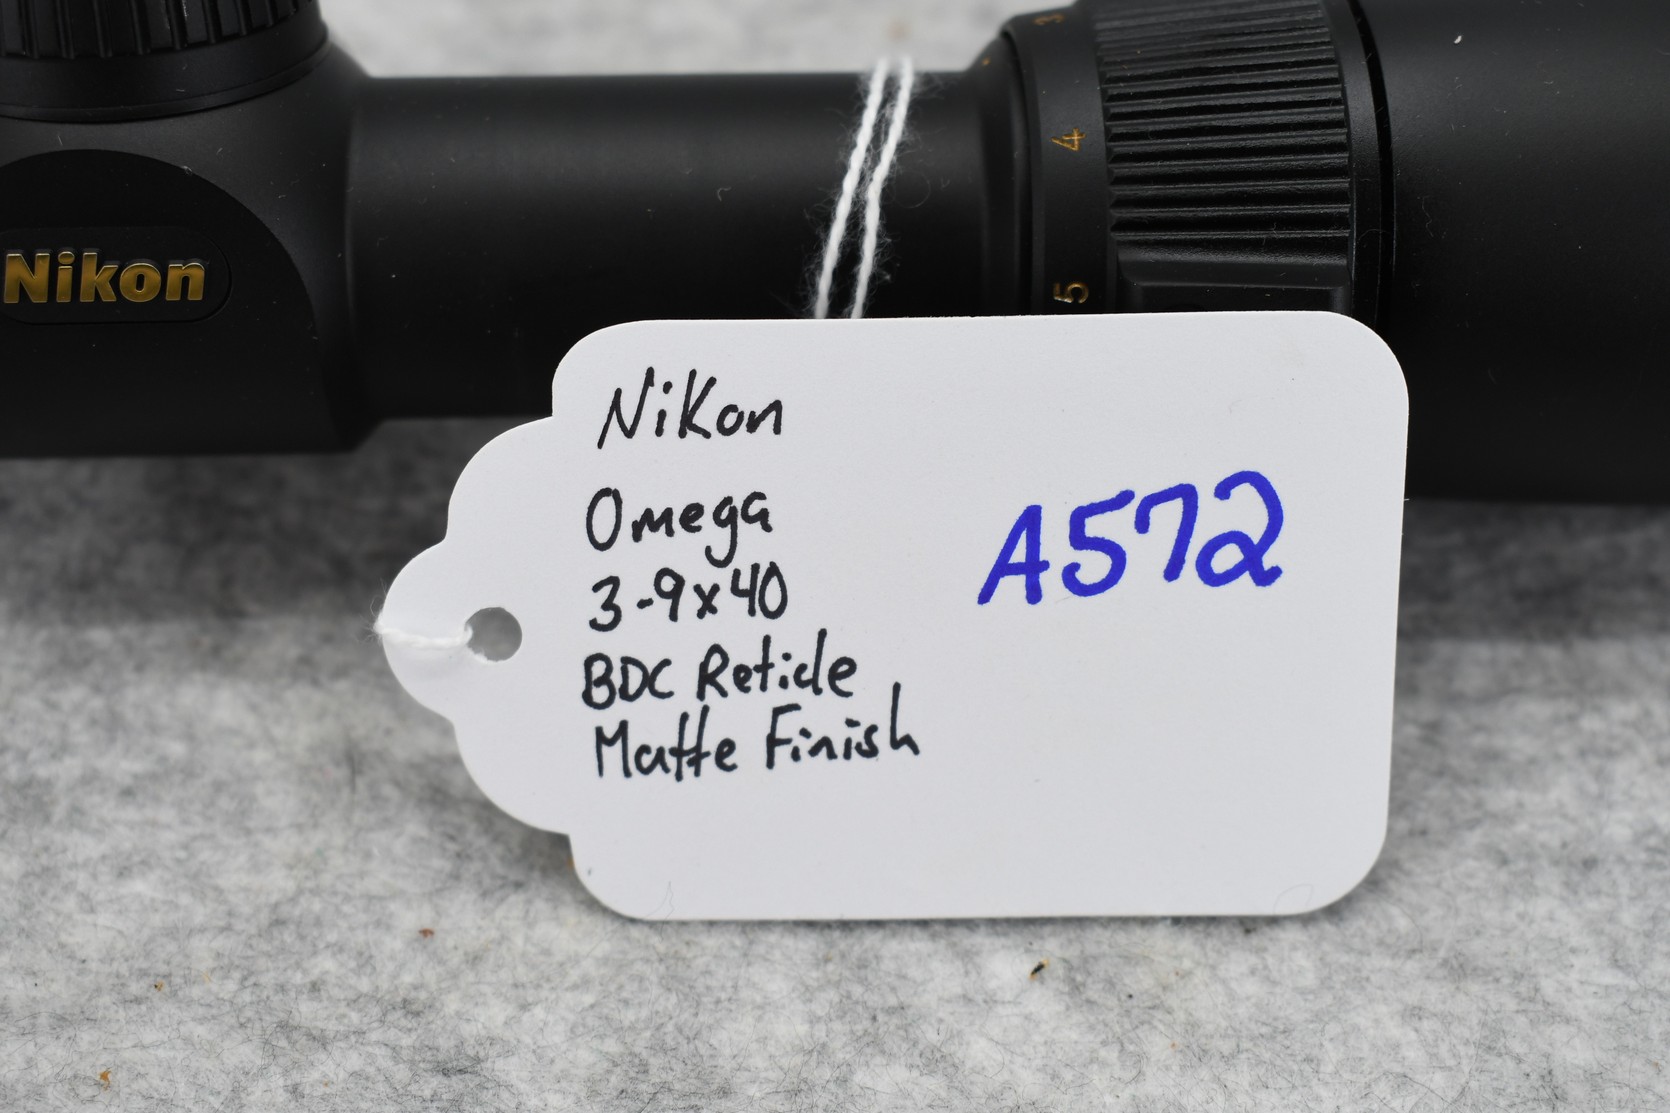 3
4
5
Nikon
Nikon
Omega
3-9x40
BDC Reticle
Matte Finish
A572